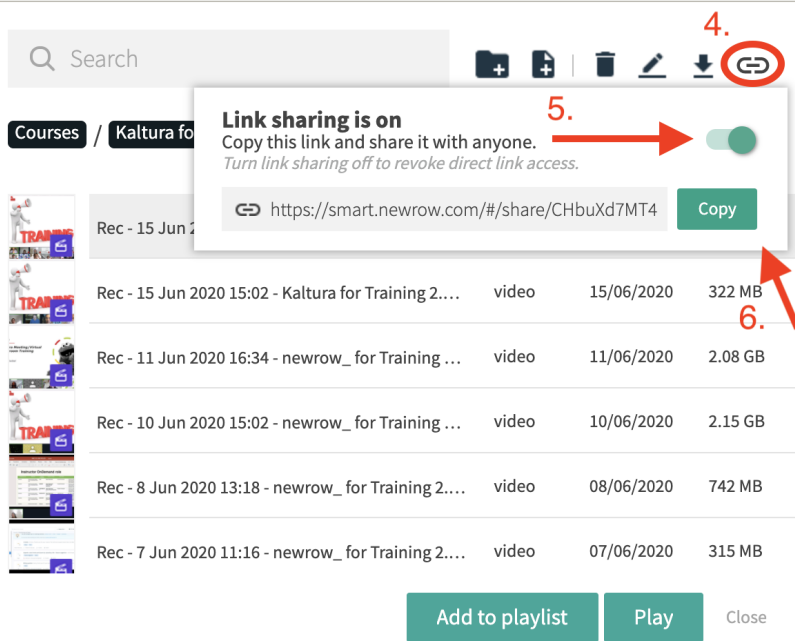 4.
Search
Link sharing is on
5.
Copy this link and share it with anyone.
Turn link sharing off to revoke direct link access.
Courses / Kaltura fo
https://smart.newrow.com/#/share/CHbuXd7MT4
Copy
TRAINING
Rec - 15 Jun 2
TRAINING
Rec - 15 Jun 2020 15:02 - Kaltura for Training 2.... video 15/06/2020 322 MB
6.
Rec - 11 Jun 2020 16:34 - newrow_ for Training ... video 11/06/2020 2.08 GB
TRAI
Rec - 10 Jun 2020 15:02 - newrow_ for Training ... video 10/06/2020 2.15 GB
Rec - 8 Jun 2020 13:18 - newrow_ for Training 2.... video 08/06/2020 742 MB
Rec - 7 Jun 2020 11:16 - newrow_ for Training 2.... video 07/06/2020 315 MB
Add to playlist Play Close